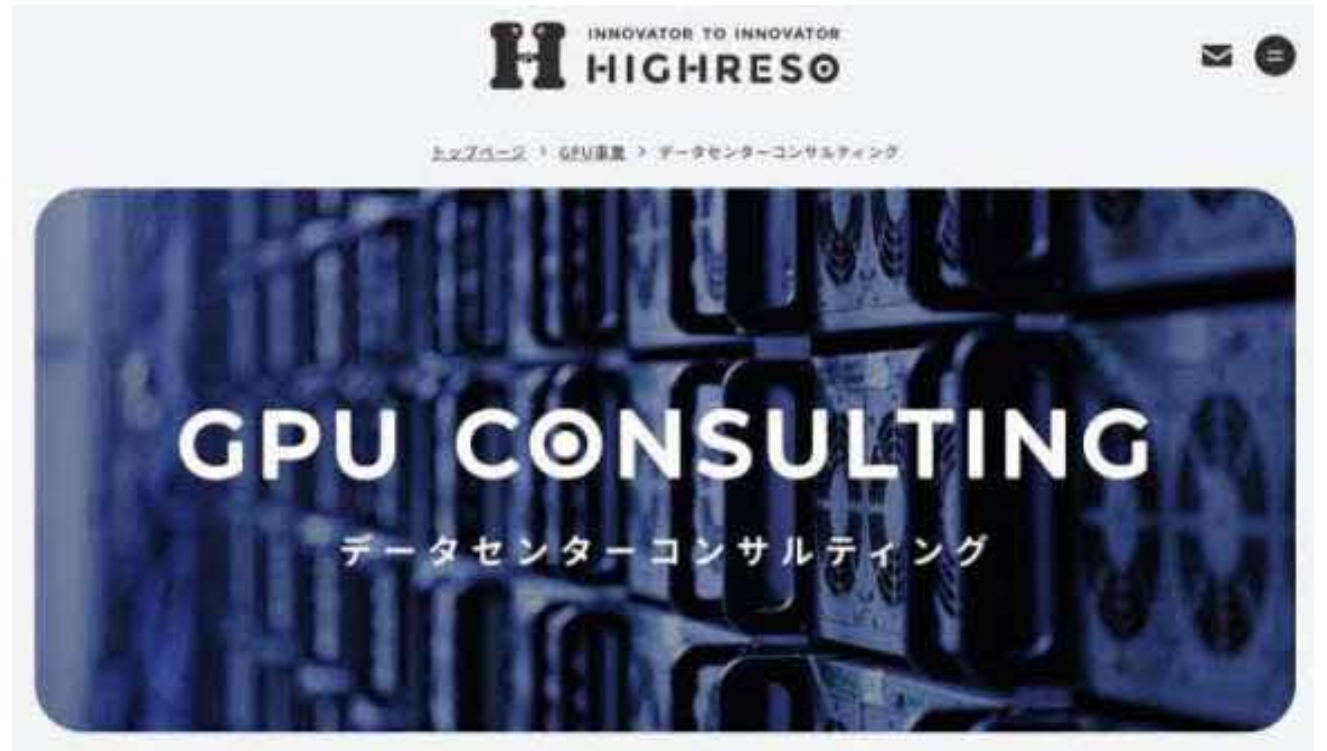 INNOVATOR TO INNOVATOR
HIGHRESO
トップページ > GPU事業 > データセンターコンサルティング
GPU CONSULTING
データセンターコンサルティング